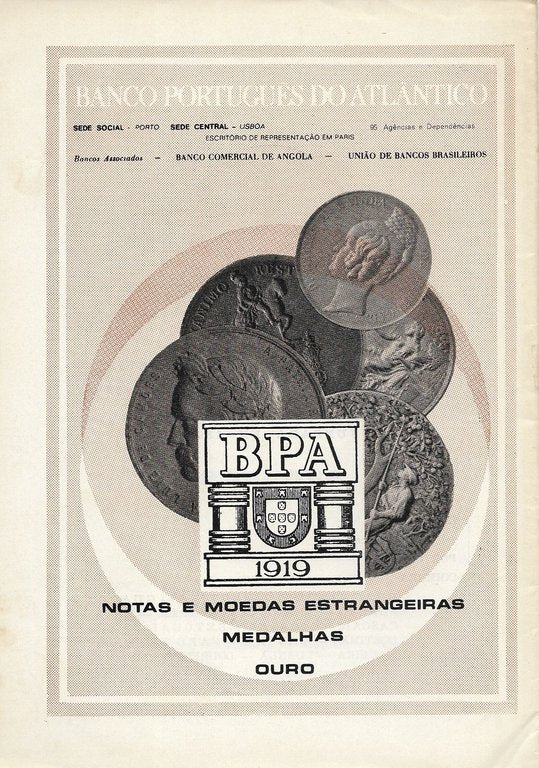 BANCO PORTUGUÊS DO ATLÂNTICO
SEDE SOCIAL - PORTO SEDE CENTRAL - LISBOA 95 Agências e Dependências
ESCRITÓRIO DE REPRESENTAÇÃO EM PARIS
Bancos Associados — BANCO COMERCIAL DE ANGOLA — UNIÃO DE BANCOS BRASILEIROS
BPA
1919
NOTAS E MOEDAS ESTRANGEIRAS
MEDALHAS
OURO